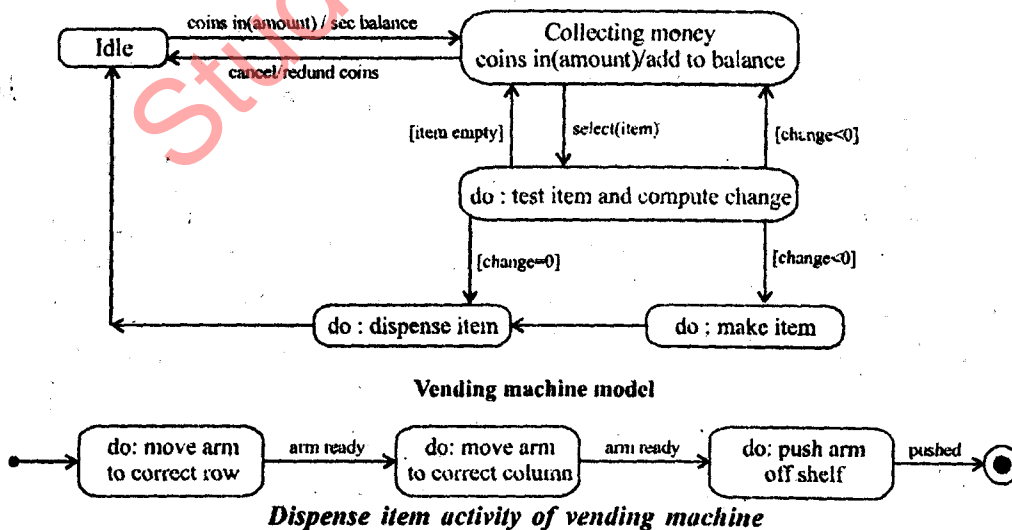 coins in(amount) / sec balance
Idle
Collecting money
coins in(amount)/add to balance
cancel/redund coins
[item empty]
select(item)
[change<0]
do : test item and compute change
[change=0]
[change<0]
do : dispense item
do : make item
Vending machine model
do: move arm
to correct row
arm ready
do: move arm
to correct column
arm ready
do: push arm
off shelf
pushed
Dispense item activity of vending machine
Stud